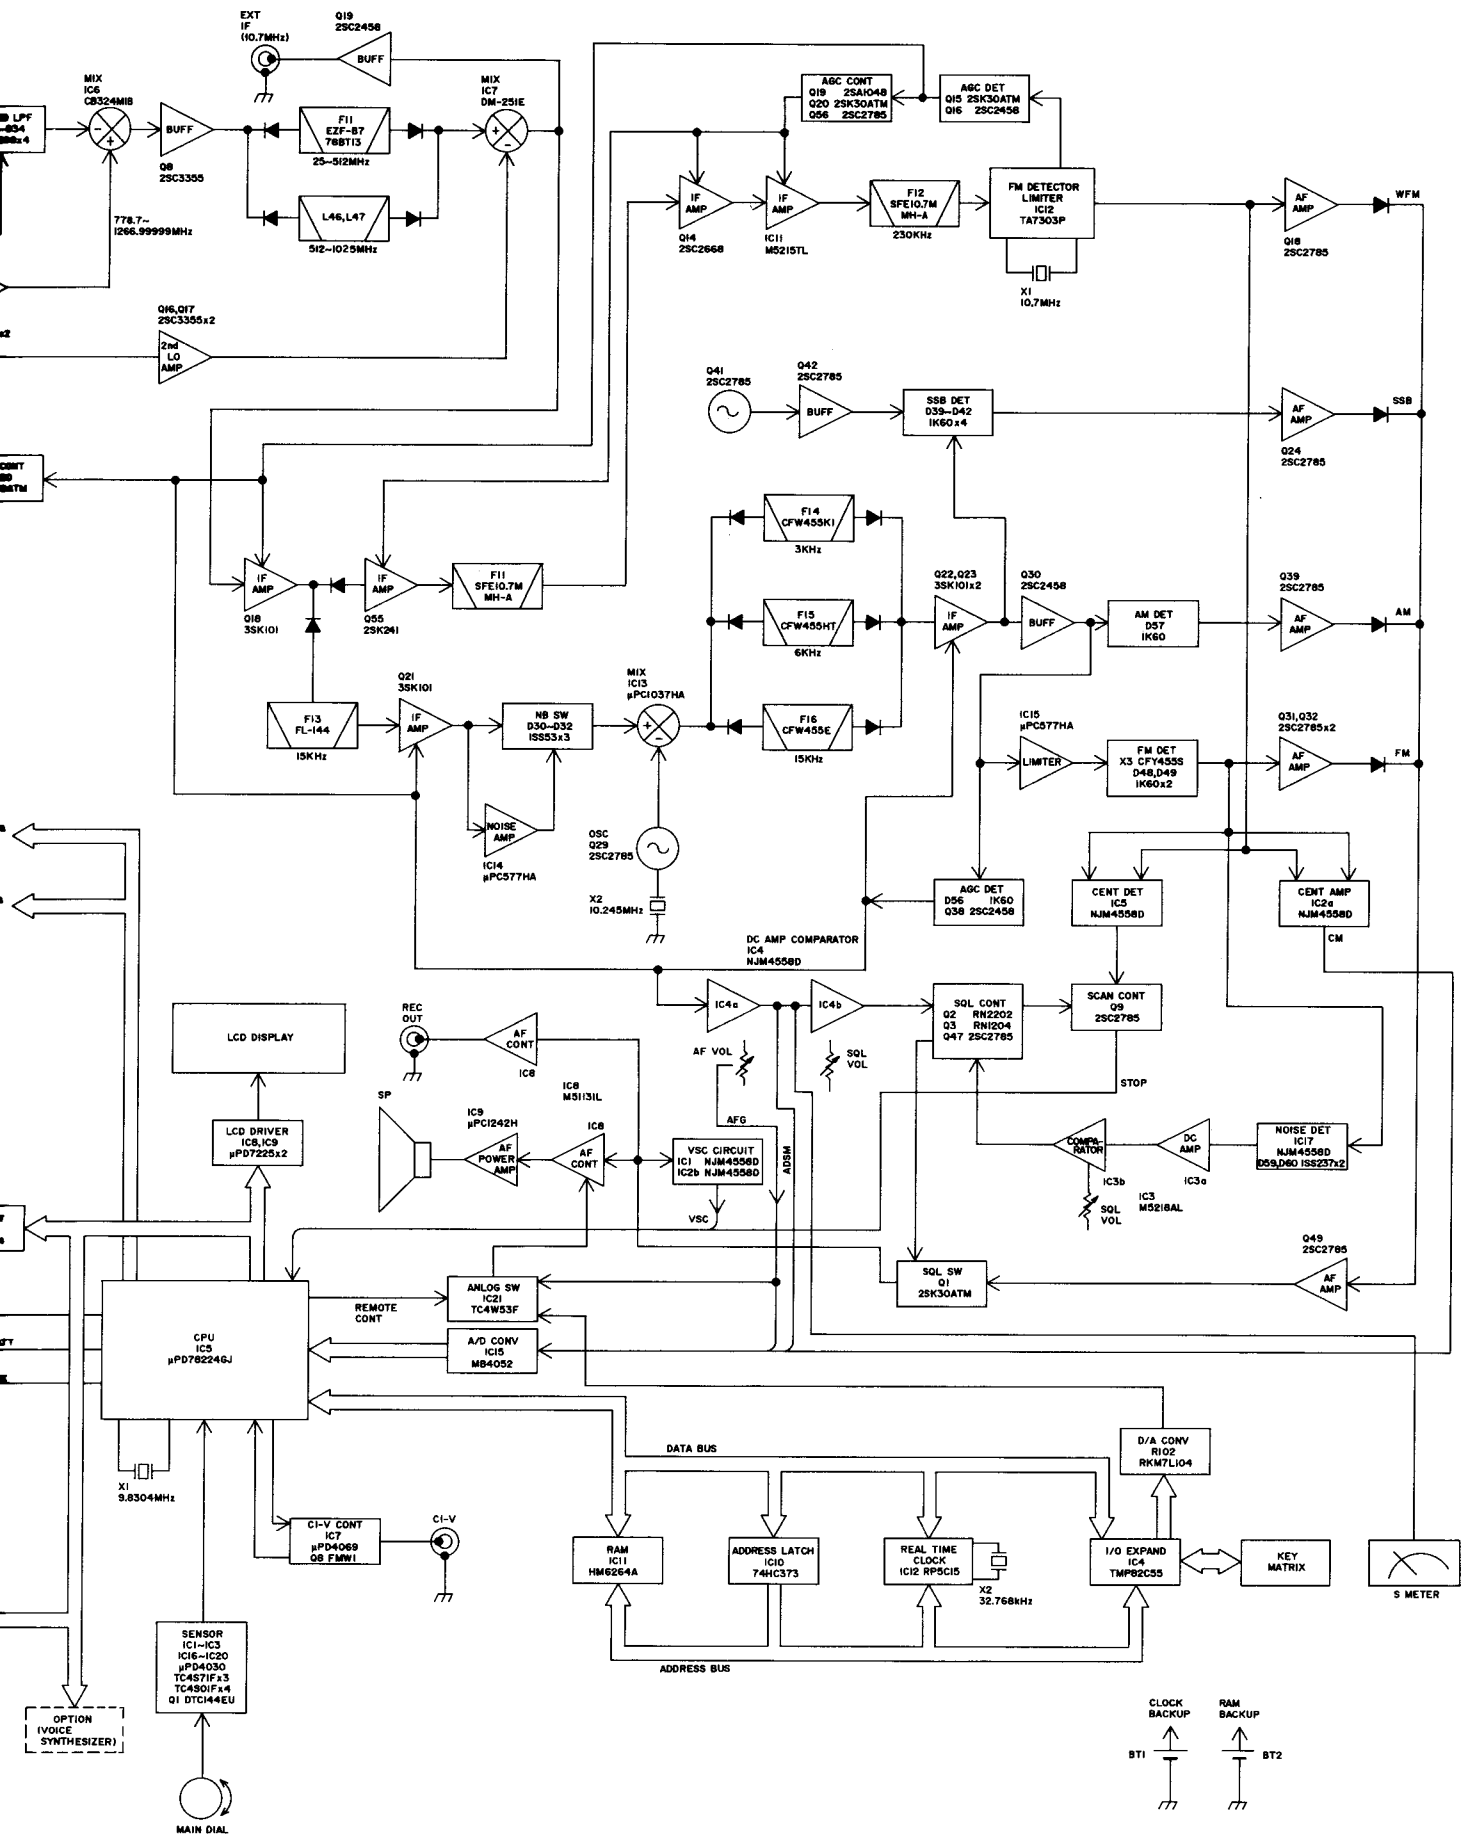 EXT
IF
(10.7MHz)
Q19
2SC2458
BUFF
MIX
IC6
CB324M1B
LPF
BUFF
Q8
2SC3355
F11
EZF-B7
76BT13
25~512MHz
L46,L47
512~1025MHz
MIX
IC7
DM-251E
778.7~
1266.99999MHz
Q16,Q17
2SC3355x2
2nd
LO
AMP
AGC CONT
Q19 2SA1048
Q20 2SK30ATM
Q56 2SC2785
AGC DET
Q15 2SK30ATM
Q16 2SC2458
IF
AMP
Q14
2SC2668
IF
AMP
IC11
M5215TL
F12
SFE10.7M
MH-A
230KHz
FM DETECTOR
LIMITER
IC12
TA7303P
X1
10.7MHz
AF
AMP
Q18
2SC2785
WFM
Q41
2SC2785
Q42
2SC2785
BUFF
SSB DET
D39~D42
1K60x4
AF
AMP
Q24
2SC2785
SSB
CONT
IF
AMP
Q18
3SK101
IF
AMP
Q55
2SK241
F11
SFE10.7M
MH-A
F14
CFW455KI
3KHz
F15
CFW455HT
6KHz
F16
CFW455E
15KHz
Q22,Q23
3SK101x2
IF
AMP
Q30
2SC2458
BUFF
AM DET
D57
1K60
Q39
2SC2785
AF
AMP
AM
F13
FL-144
15KHz
Q21
3SK101
IF
AMP
NB SW
D30~D32
ISS53x3
MIX
IC13
μPC1037HA
NOISE
AMP
IC14
μPC577HA
OSC
Q29
2SC2785
X2
10.245MHz
IC15
μPC577HA
LIMITER
FM DET
X3 CFY455S
D48,D49
1K60x2
Q31,Q32
2SC2785x2
AF
AMP
FM
AGC DET
D56 1K60
Q38 2SC2458
CENT DET
IC5
NJM4558D
CENT AMP
IC2a
NJM4558D
CM
DC AMP COMPARATOR
IC4
NJM4558D
IC4a
IC4b
AF VOL
SQL
VOL
SQL CONT
Q2 RN2202
Q3 RN1204
Q47 2SC2785
SCAN CONT
Q9
2SC2785
STOP
LCD DISPLAY
REC
OUT
AF
CONT
IC8
LCD DRIVER
IC8,IC9
μPD7225x2
SP
IC9
μPC1242H
AF
POWER
AMP
IC8
M51131L
IC8
AF
CONT
AFG
ADSM
VSC CIRCUIT
IC1 NJM4558D
IC2b NJM4558D
VSC
COMPA-
RATOR
IC3b
DC
AMP
IC3a
IC3
M5218AL
SQL
VOL
NOISE DET
IC17
NJM4558D
D59,D60 ISS237x2
Q49
2SC2785
AF
AMP
SQL SW
Q1
2SK30ATM
CPU
IC5
μPD78224GJ
REMOTE
CONT
ANALOG SW
IC21
TC4W53F
A/D CONV
IC15
MB4052
X1
9.8304MHz
DATA BUS
D/A CONV
R102
RKM7L104
CI-V CONT
IC7
μPD4069
Q8 FMW1
CI-V
RAM
IC11
HM6264A
ADDRESS LATCH
IC10
74HC373
REAL TIME
CLOCK
IC12 RP5C15
X2
32.768kHz
I/O EXPAND
IC4
TMP82C55
KEY
MATRIX
S METER
ADDRESS BUS
SENSOR
IC1~IC3
IC16~IC20
μPD4030
TC4S71Fx3
TC4S01Fx4
Q1 DTC144EU
OPTION
(VOICE
SYNTHESIZER)
MAIN DIAL
CLOCK
BACKUP
RAM
BACKUP
BT1
BT2